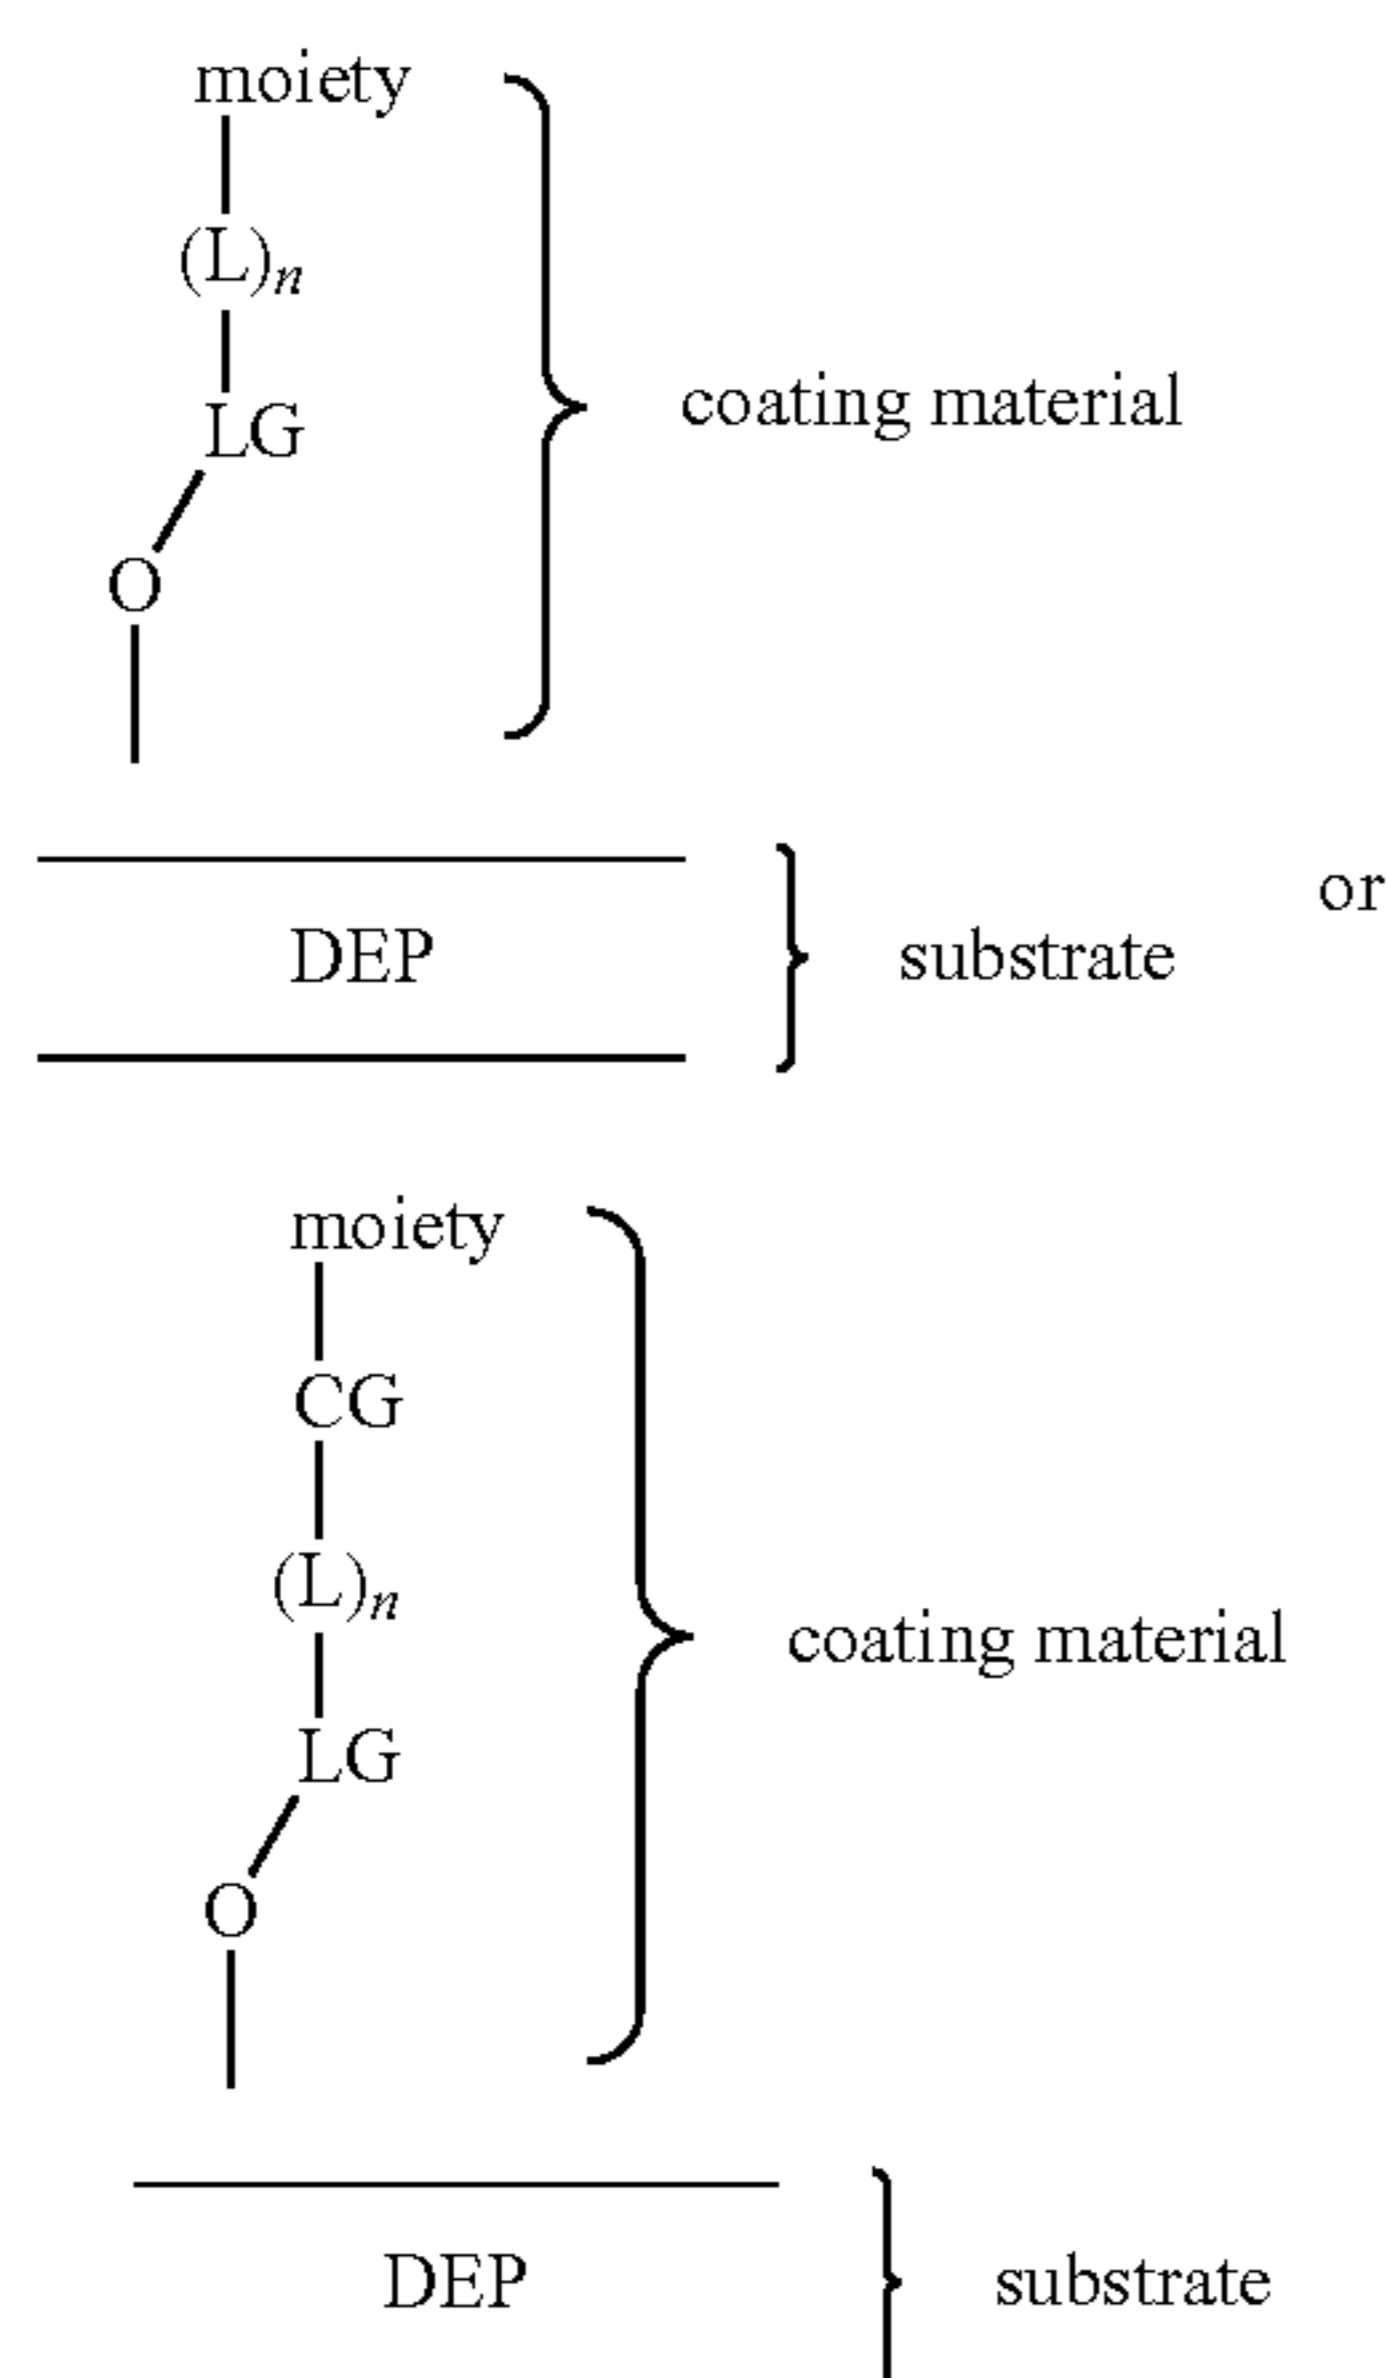 moiety
(L)n
LG
O
coating material
or
DEP
substrate
moiety
CG
(L)n
LG
O
coating material
DEP
substrate